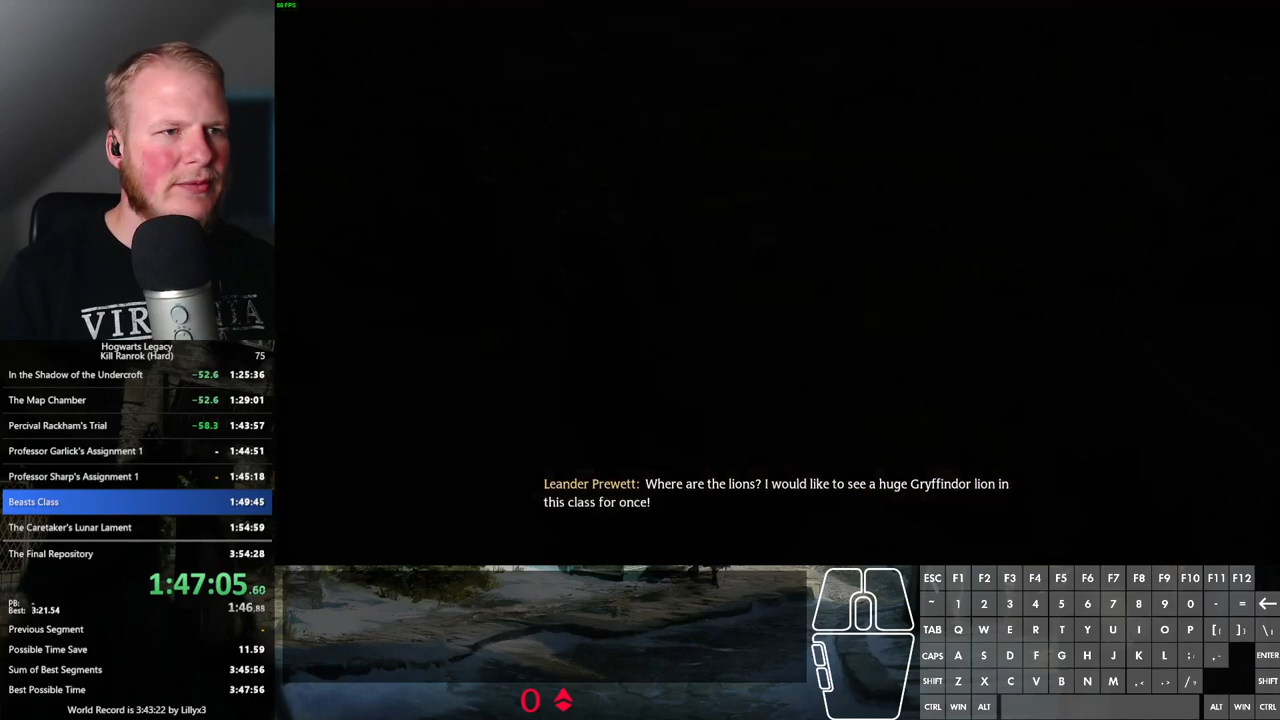 88 FPS
VIR
Hogwarts Legacy
Kill Ranrok (Hard) 75
In the Shadow of the Undercroft -52.6 1:25:36
The Map Chamber -52.6 1:29:01
Percival Rackham's Trial -58.3 1:43:57
Professor Garlick's Assignment 1 - 1:44:51
Professor Sharp's Assignment 1 - 1:45:18
Beasts Class 1:49:45
The Caretaker's Lunar Lament 1:54:59
The Final Repository 3:54:28
1:47:05.60
PB: -
Best: 3:21.54 1:46.88
Previous Segment -
Possible Time Save 11.59
Sum of Best Segments 3:45:56
Best Possible Time 3:47:56
World Record is 3:43:22 by Lillyx3
Leander Prewett: Where are the lions? I would like to see a huge Gryffindor lion in
this class for once!
0
ESC F1 F2 F3 F4 F5 F6 F7 F8 F9 F10 F11 F12
~ 1 2 3 4 5 6 7 8 9 0 - = ←
TAB Q W E R T Y U I O P [{ ]} \
CAPS A S D F G H J K L ; ENTER
SHIFT Z X C V B N M ,< .> /? SHIFT
CTRL WIN ALT ALT WIN CTRL